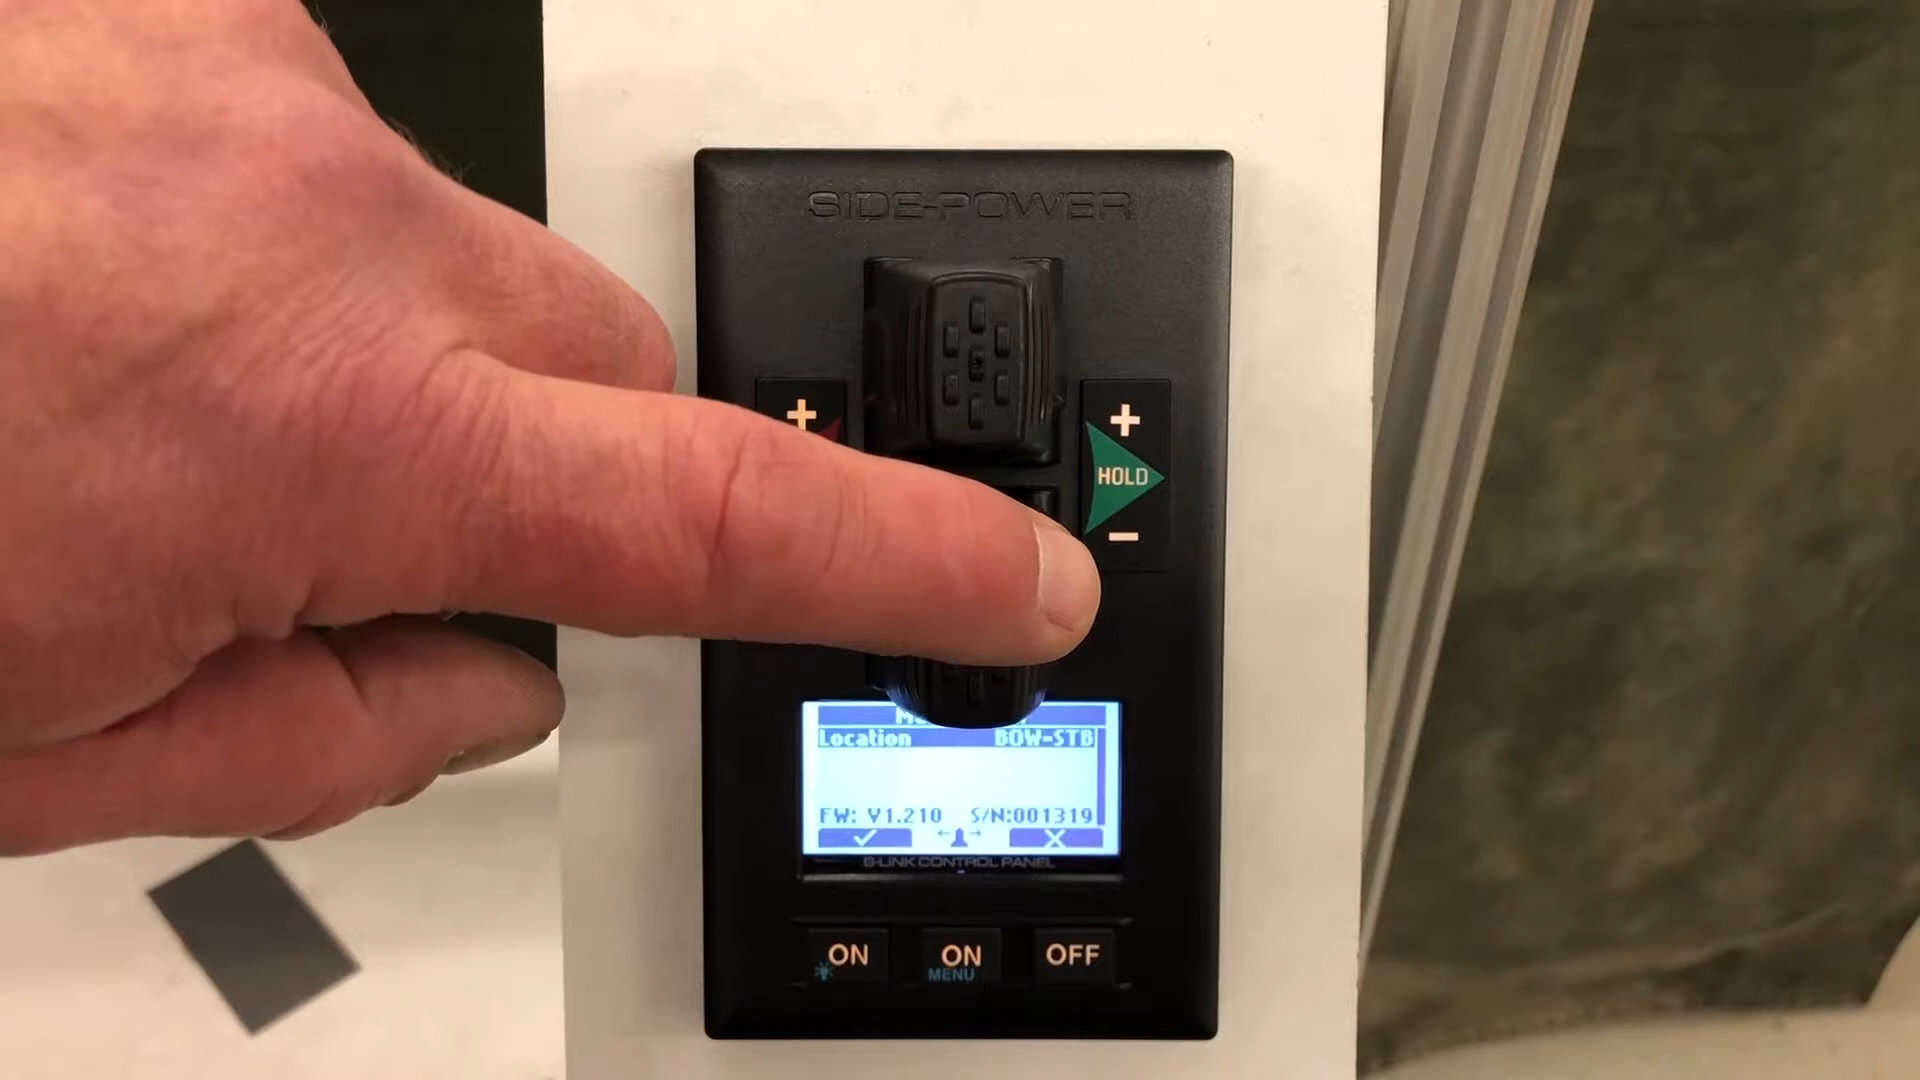 SIDE-POWER
+
+
HOLD
−
Location BOW-STB
FW: V1.210 S/N:001319
S-LINK CONTROL PANEL
ON ON OFF
MENU